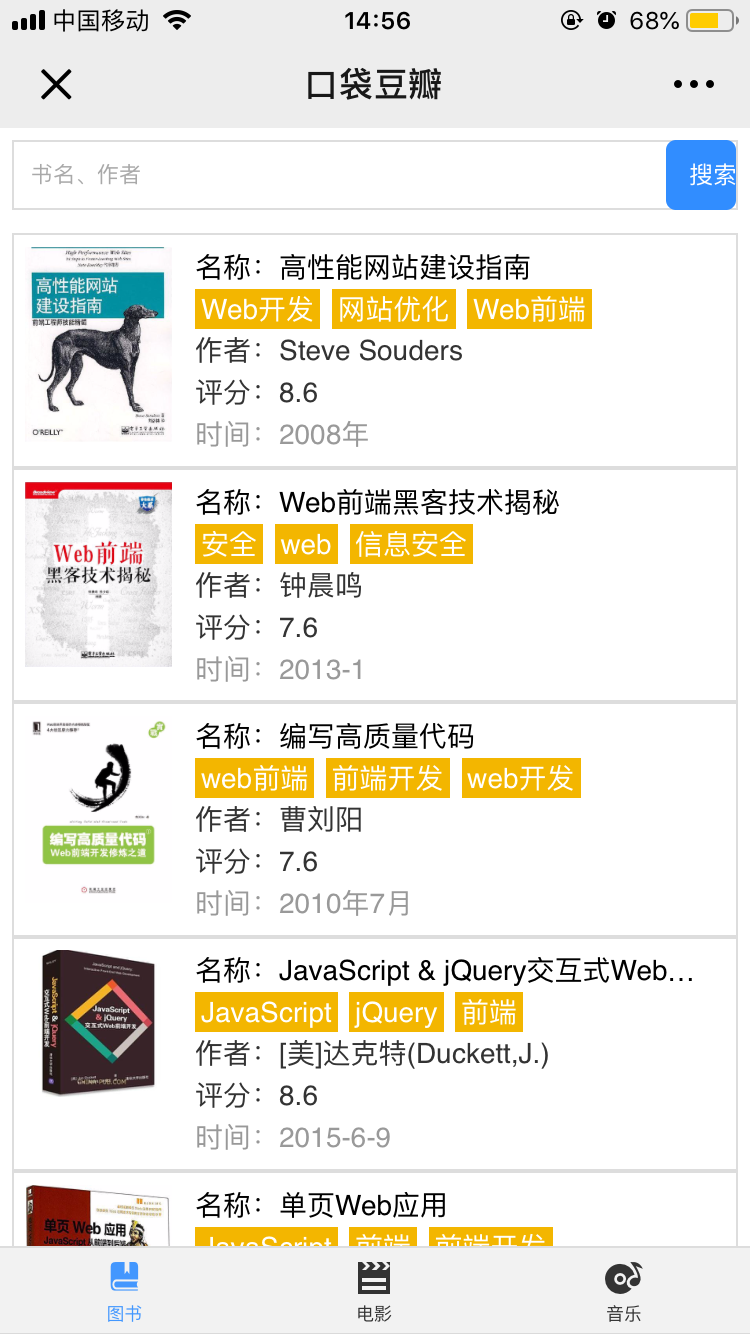 中国移动
14:56
68%
口袋豆瓣
书名、作者
搜索
High Performance Web Sites
高性能网站
建设指南
前端工程师技能精髓
O'REILLY
名称：高性能网站建设指南
Web开发 网站优化 Web前端
作者：Steve Souders
评分：8.6
时间：2008年
Web前端
黑客技术揭秘
名称：Web前端黑客技术揭秘
安全 web 信息安全
作者：钟晨鸣
评分：7.6
时间：2013-1
编写高质量代码
Web前端开发修炼之道
名称：编写高质量代码
web前端 前端开发 web开发
作者：曹刘阳
评分：7.6
时间：2010年7月
JavaScript
& jQuery
交互式Web前端开发
名称：JavaScript & jQuery交互式Web…
JavaScript jQuery 前端
作者：[美]达克特(Duckett,J.)
评分：8.6
时间：2015-6-9
单页 Web 应用
JavaScript 从前端到后端
名称：单页Web应用
JavaScript 前端 前端开发
图书
电影
音乐